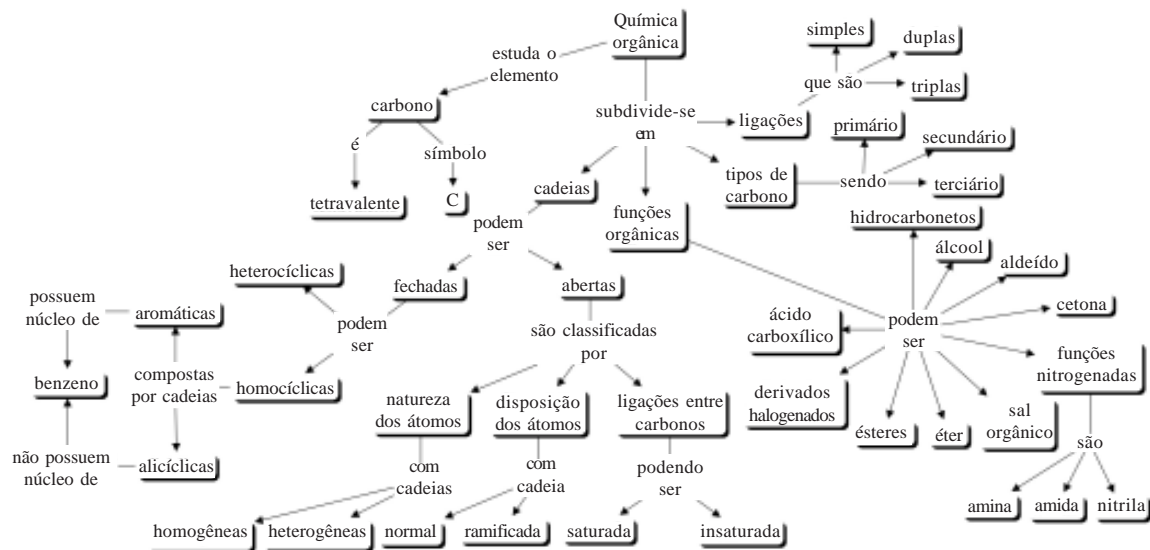 Química
orgânica
estuda o
elemento
carbono
é
símbolo
tetravalente
C
subdivide-se
em
ligações
que são
simples
duplas
triplas
tipos de
carbono
sendo
primário
secundário
terciário
cadeias
podem
ser
fechadas
abertas
podem
ser
heterocíclicas
homocíclicas
compostas
por cadeias
aromáticas
possuem
núcleo de
benzeno
não possuem
núcleo de
alicíclicas
são classificadas
por
natureza
dos átomos
disposição
dos átomos
ligações entre
carbonos
com
cadeias
homogêneas
heterogêneas
com
cadeia
normal
ramificada
podendo
ser
saturada
insaturada
funções
orgânicas
podem
ser
hidrocarbonetos
álcool
aldeído
cetona
funções
nitrogenadas
são
amina
amida
nitrila
sal
orgânico
éter
ésteres
derivados
halogenados
ácido
carboxílico